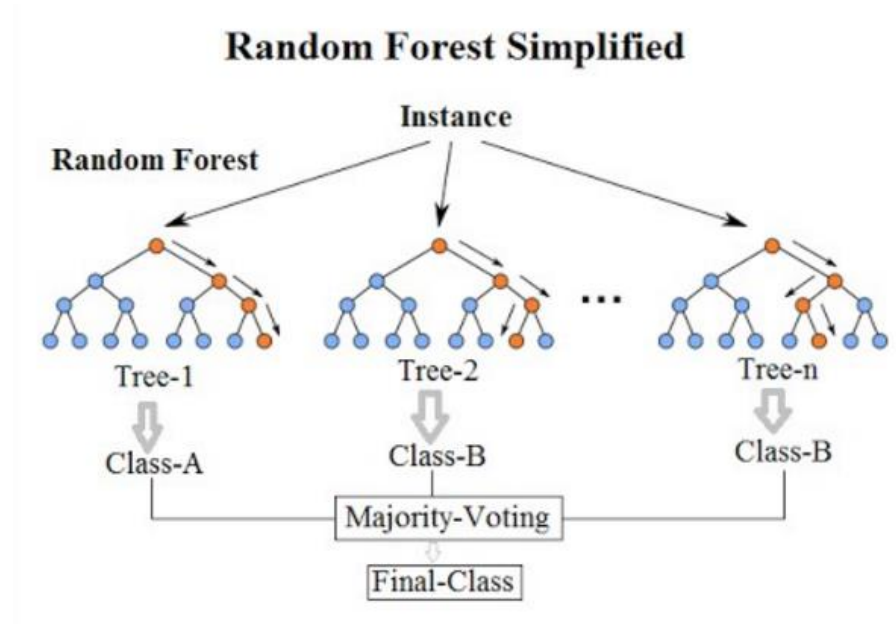 Random Forest Simplified
Instance
Random Forest
...
Tree-1
Tree-2
Tree-n
Class-A
Class-B
Class-B
Majority-Voting
Final-Class